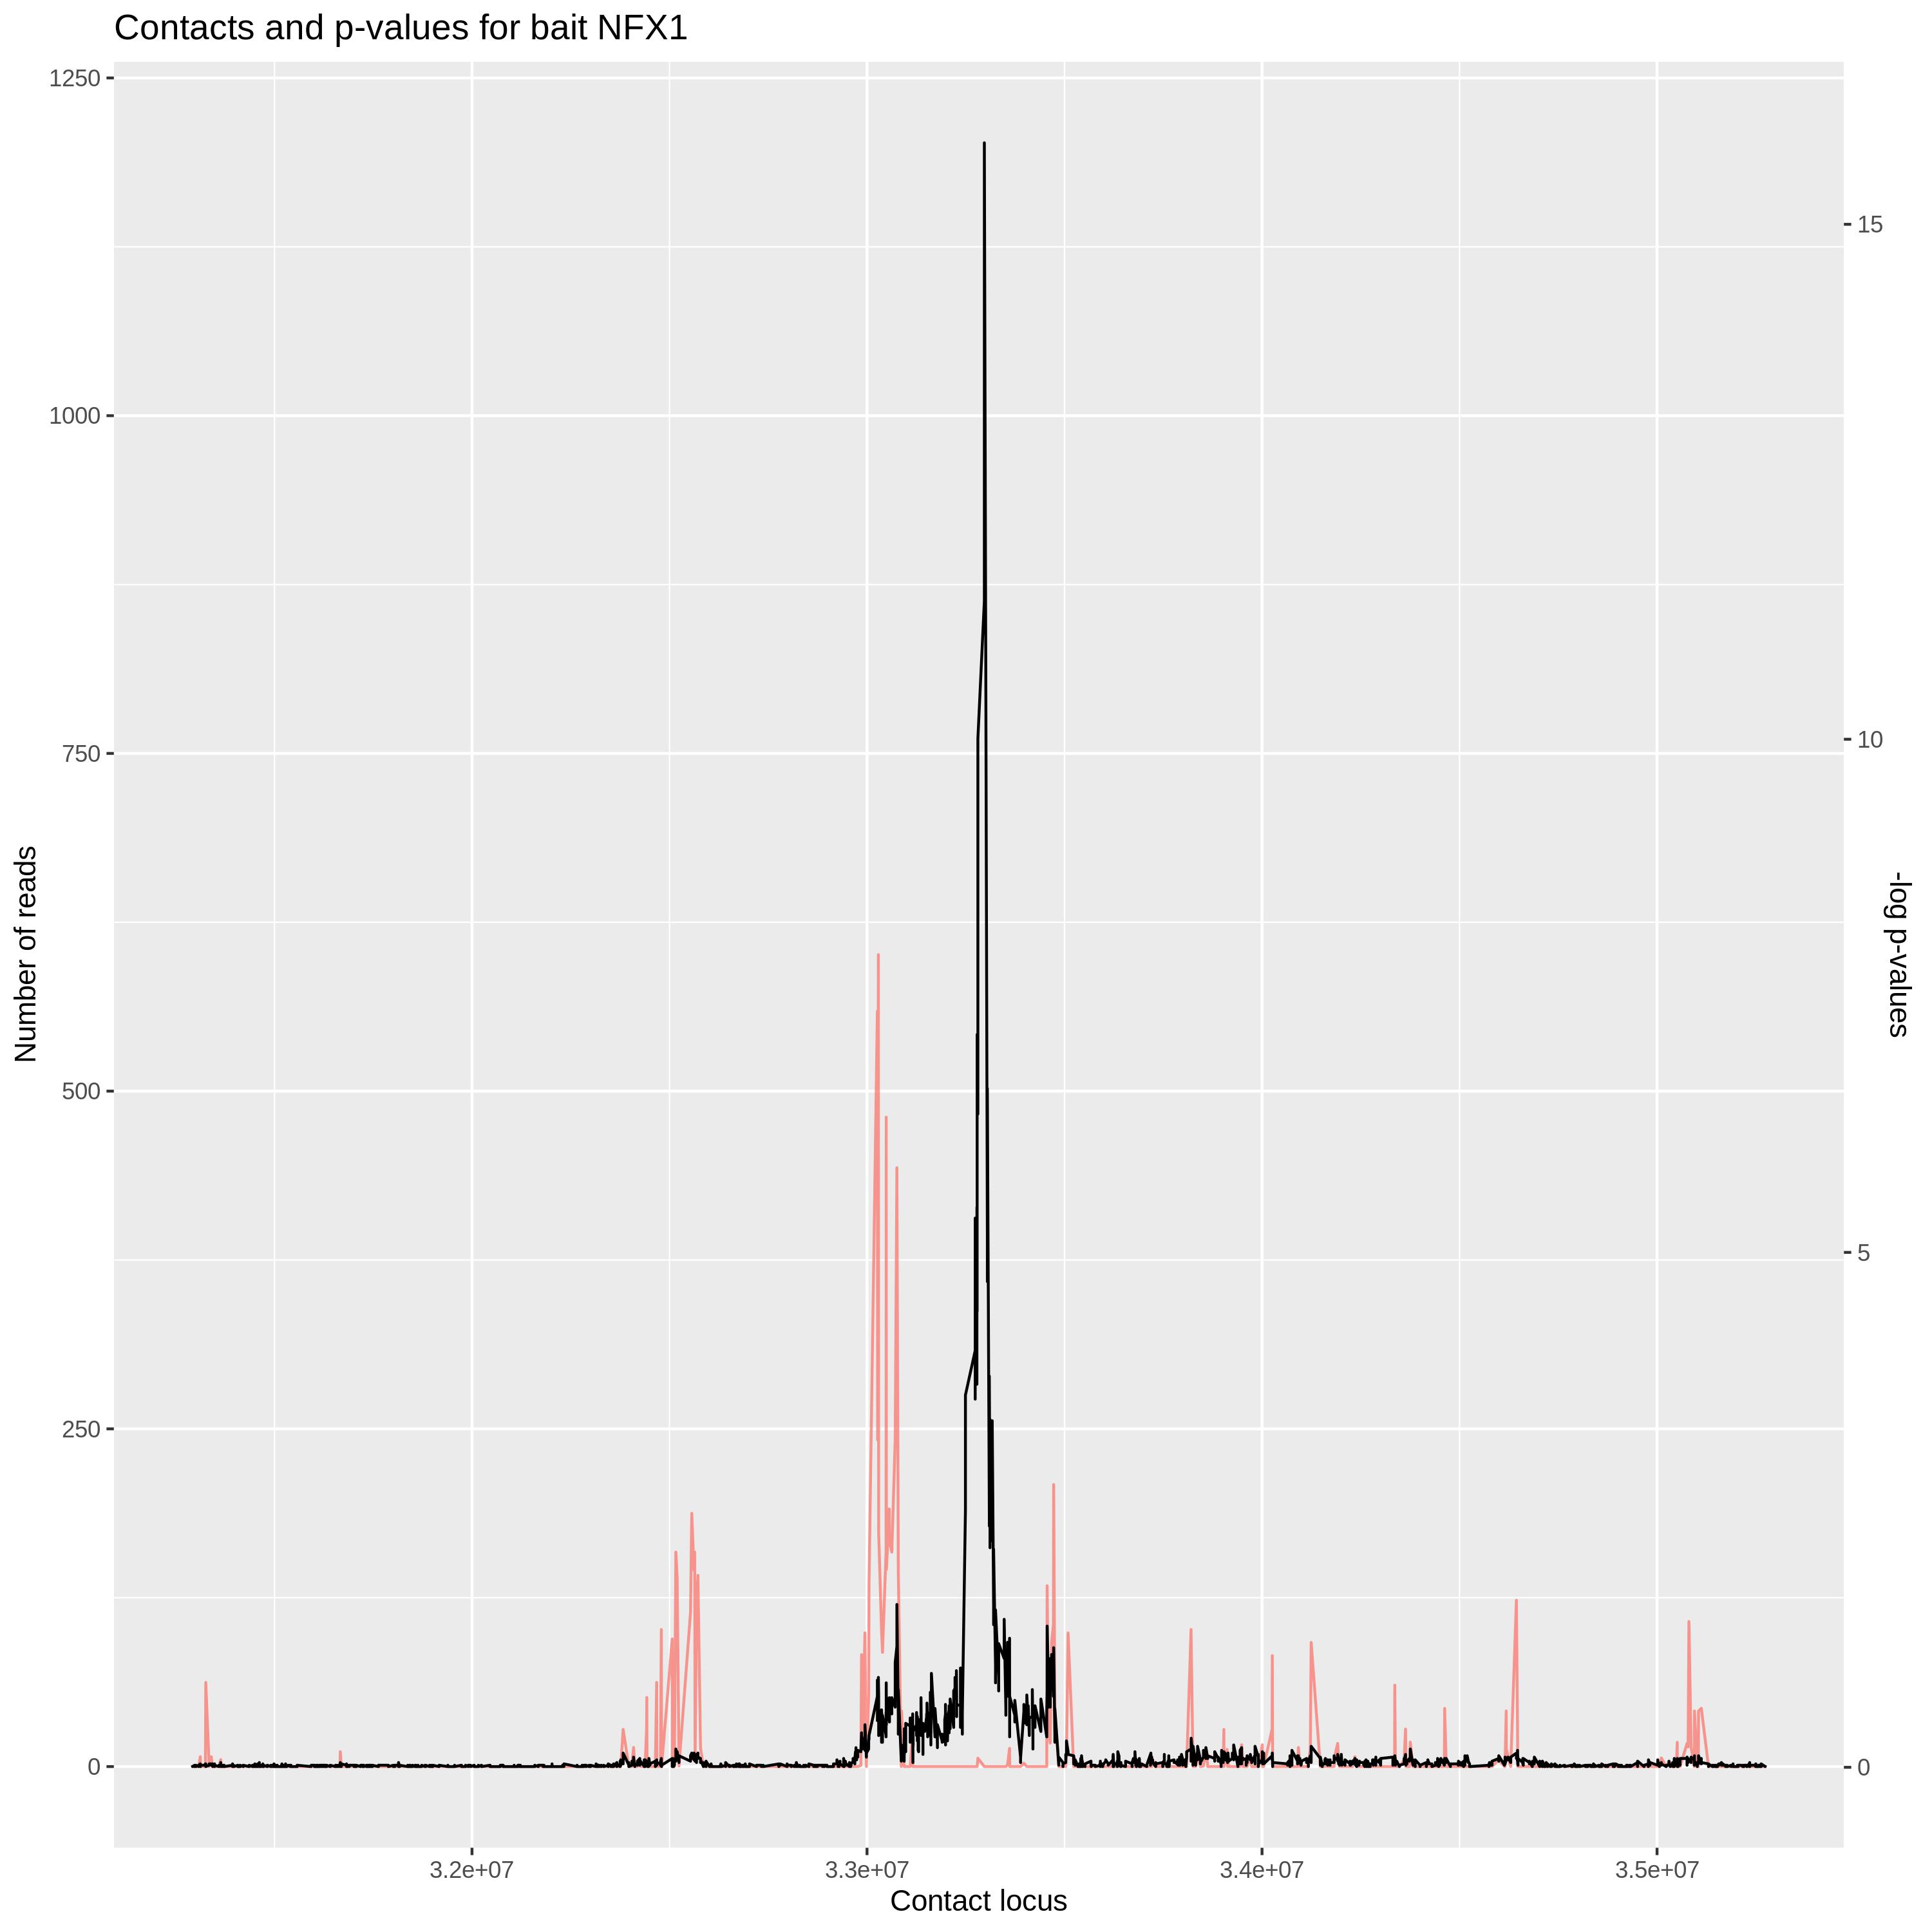 Contacts and p-values for bait NFX1
1250
1000
750
500
250
0
Number of reads
15
10
5
0
-log p-values
3.2e+07
3.3e+07
3.4e+07
3.5e+07
Contact locus